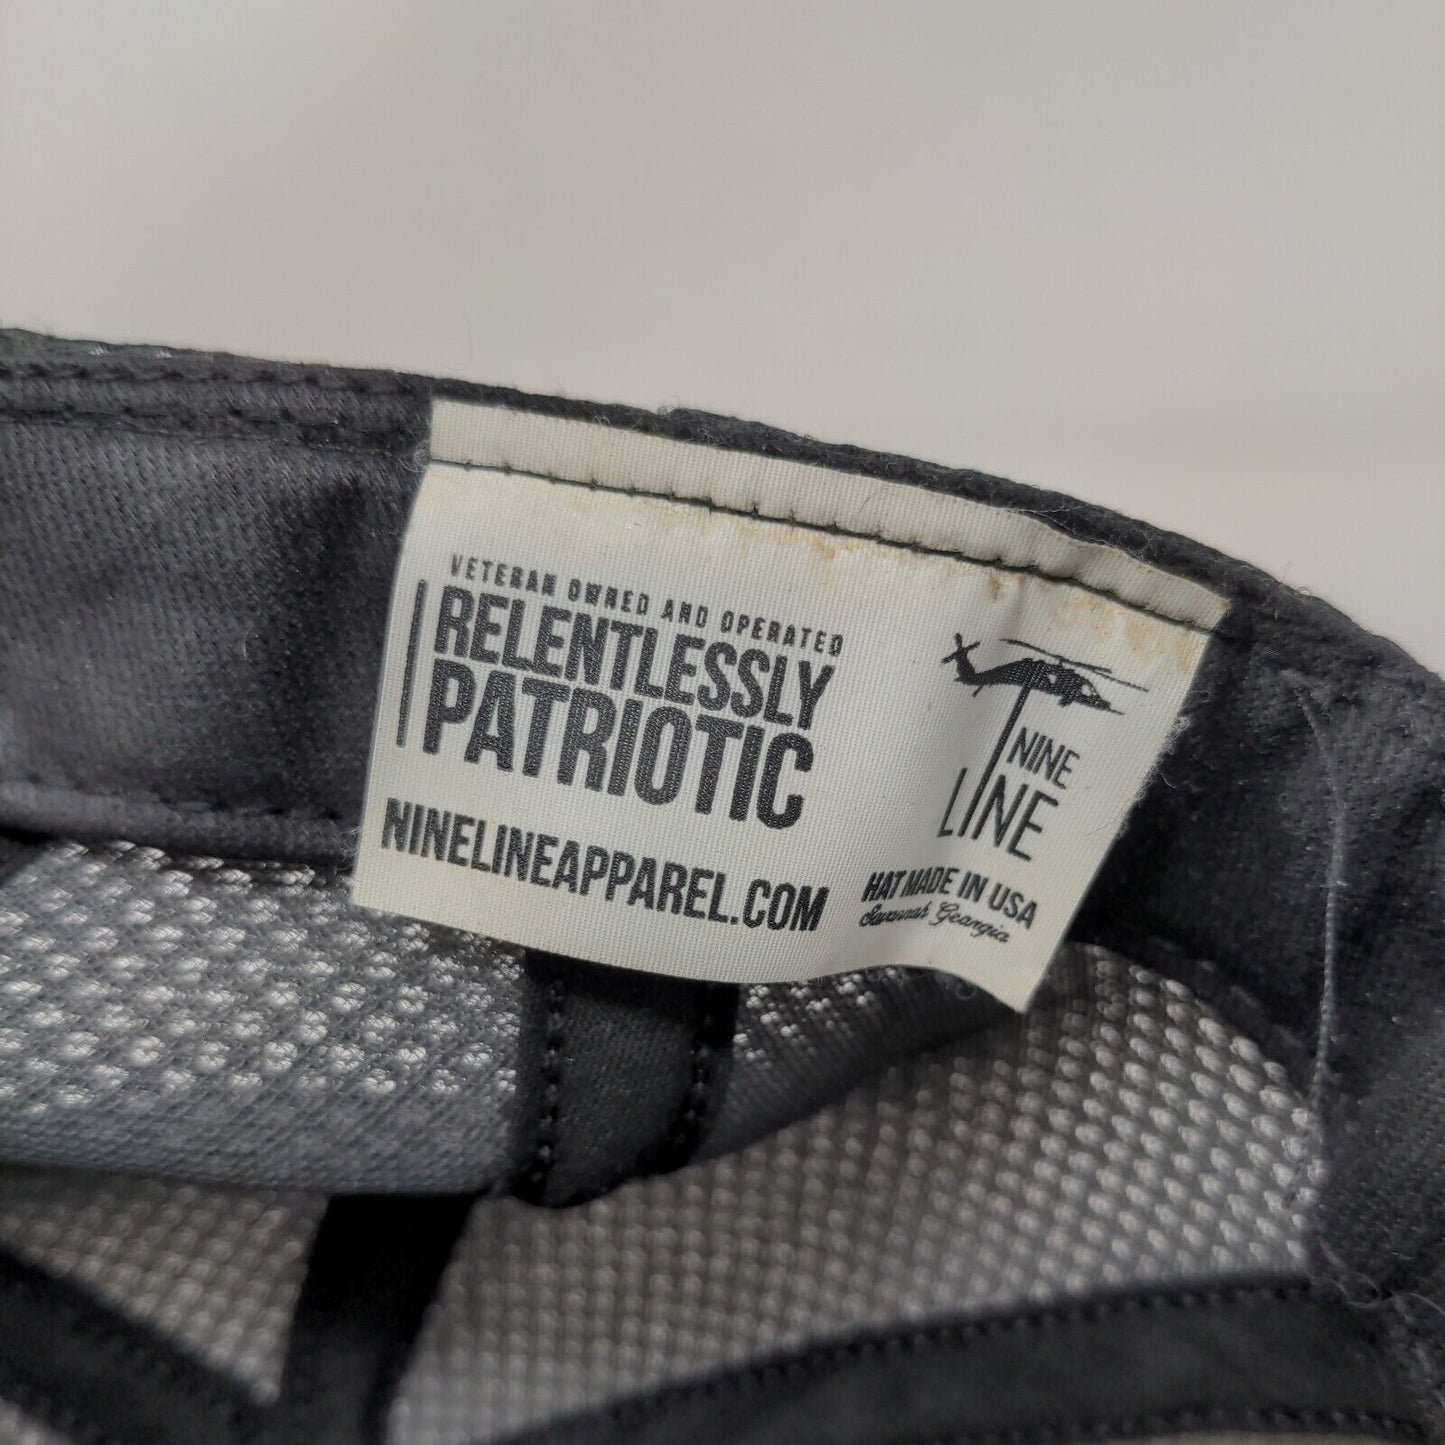 VETERAN OWNED AND OPERATED
RELENTLESSLY
PATRIOTIC
NINELINEAPPAREL.COM
NINE
LINE
HAT MADE IN USA
Savannah Georgia